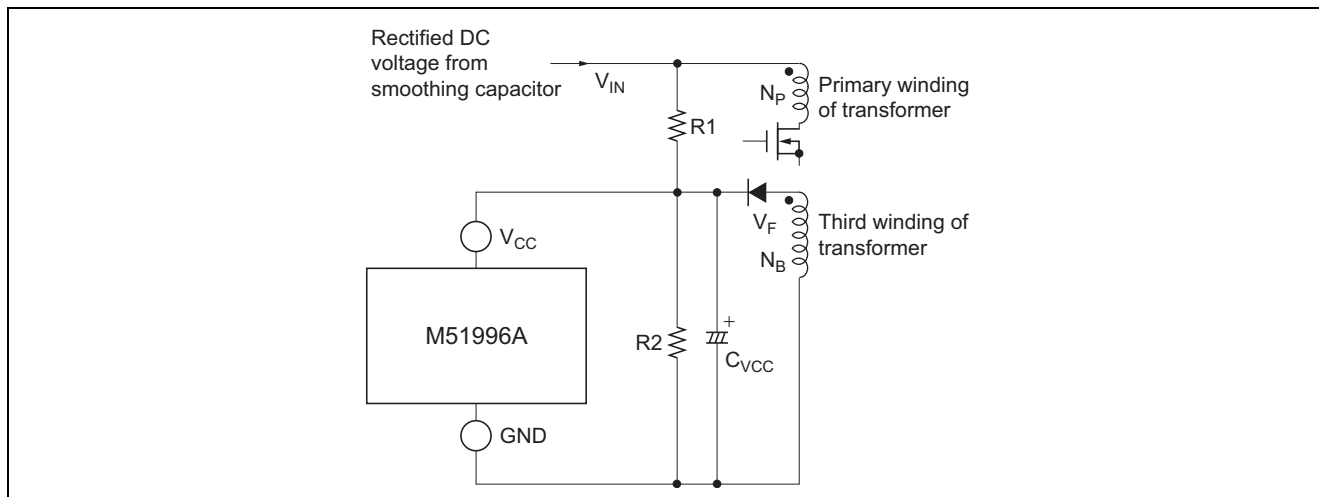 Rectified DC
voltage from
smoothing capacitor
V_IN
N_P
Primary winding
of transformer
R1
V_F
Third winding of
transformer
N_B
V_CC
M51996A
R2
+
C_VCC
GND